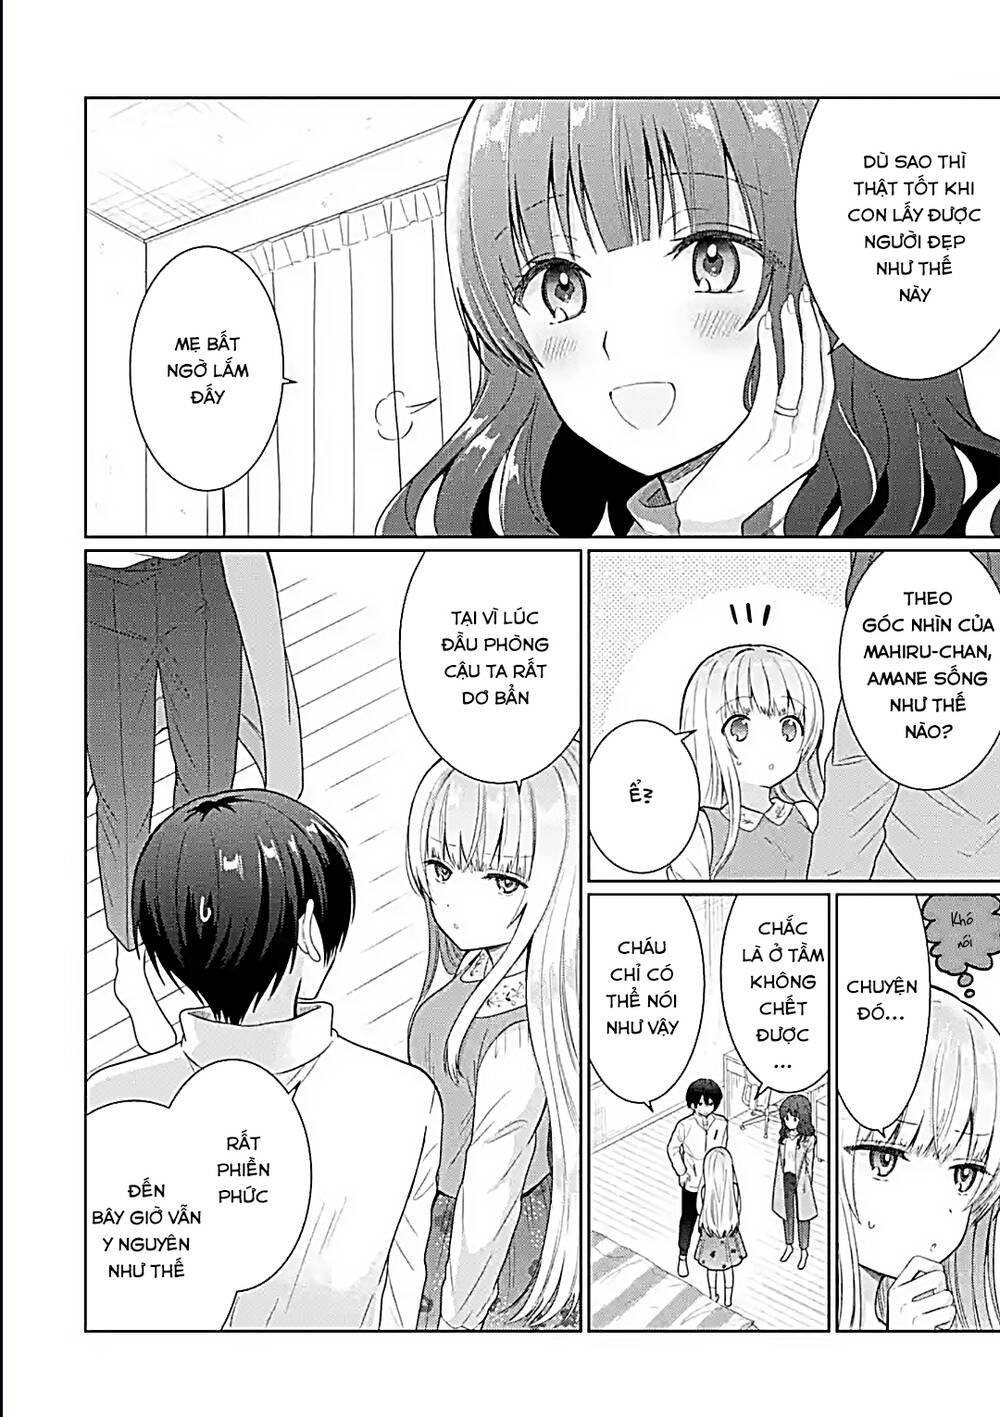 DÙ SAO THÌ
THẬT TỐT KHI
CON LẤY ĐƯỢC
NGƯỜI ĐẸP
NHƯ THẾ
NÀY
MẸ BẤT
NGỜ LẮM
ĐẤY
THEO
GÓC NHÌN CỦA
MAHIRU-CHAN,
AMANE SỐNG
NHƯ THẾ
NÀO?
Ể?
Khó
nói
CHUYỆN
ĐÓ...
CHẮC
LÀ Ở TẦM
KHÔNG
CHẾT
ĐƯỢC
...
CHÁU
CHỈ CÓ
THỂ NÓI
NHƯ VẬY
TẠI VÌ LÚC
ĐẦU PHÒNG
CẬU TA RẤT
DƠ BẨN
RẤT
PHIỀN
PHỨC
ĐẾN
BÂY GIỜ VẪN
Y NGUYÊN
NHƯ THẾ